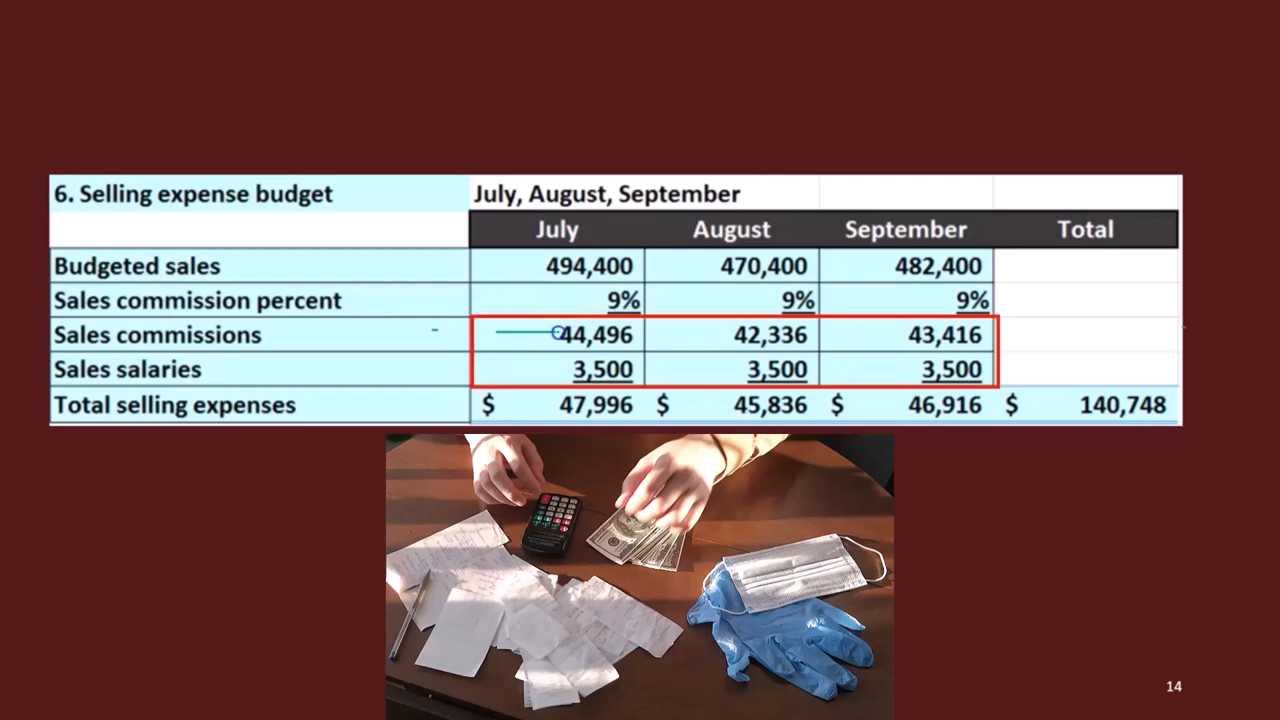 6. Selling expense budget July, August, September
July August September Total
Budgeted sales 494,400 470,400 482,400
Sales commission percent 9% 9% 9%
Sales commissions 44,496 42,336 43,416
Sales salaries 3,500 3,500 3,500
Total selling expenses $ 47,996 $ 45,836 $ 46,916 $ 140,748
14